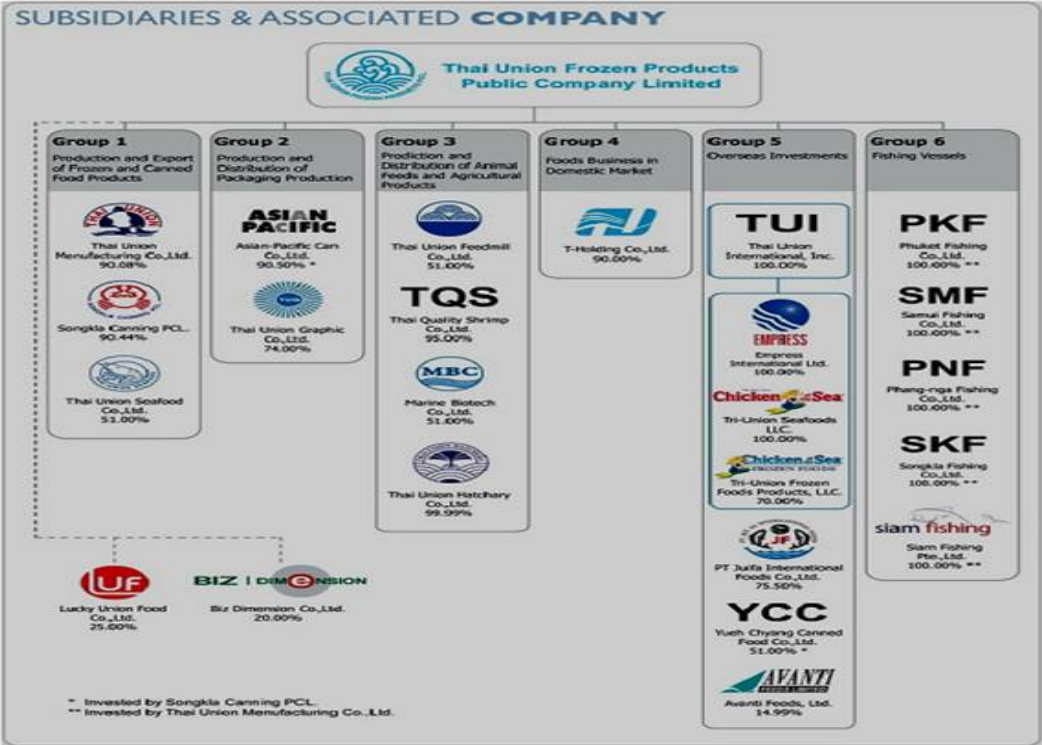 SUBSIDIARIES & ASSOCIATED COMPANY
Thai Union Frozen Products
Public Company Limited
Group 1
Production and Export
of Frozen and Canned
Food Products
THAI UNION
Thai Union
Manufacturing Co.,Ltd.
90.08%
Songkla Canning PCL.
90.44%
Thai Union Seafood
Co.,Ltd.
51.00%
Group 2
Production and
Distribution of
Packaging Production
ASIAN
PACIFIC
Asian-Pacific Can
Co.,Ltd.
90.50% *
Thai Union Graphic
Co.,Ltd.
74.00%
Group 3
Prodiction and
Distribution of Animal
Feeds and Agricultural
Products
Thai Union Feedmill
Co.,Ltd.
51.00%
TQS
Thai Quality Shrimp
Co.,Ltd.
95.00%
MBC
Marine Biotech
Co.,Ltd.
51.00%
Thai Union Hatchary
Co.,Ltd.
99.99%
Group 4
Foods Business in
Domestic Market
T-Holding Co.,Ltd.
90.00%
Group 5
Overseas Investments
TUI
Thai Union
International, Inc.
100.00%
EMPRESS
Empress
International Ltd.
100.00%
Chicken of the Sea
Tri-Union Seafoods
LLC.
100.00%
Chicken of the Sea
FROZEN FOODS
Tri-Union Frozen
Foods Products, LLC.
70.00%
JF
PT Juifa International
Foods Co.,Ltd.
75.50%
YCC
Yueh Chyang Canned
Food Co.,Ltd.
51.00% *
AVANTI
Avanti Foods, Ltd.
14.99%
Group 6
Fishing Vessels
PKF
Phuket Fishing
Co.,Ltd.
100.00% **
SMF
Samui Fishing
Co.,Ltd.
100.00% **
PNF
Phang-nga Fishing
Co.,Ltd.
100.00% **
SKF
Songkla Fishing
Co.,Ltd.
100.00% **
siam fishing
Siam Fishing
Pte.,Ltd.
100.00% **
LUF
Lucky Union Food
Co.,Ltd.
25.00%
BIZ | DIMENSION
Biz Dimension Co.,Ltd.
20.00%
* Invested by Songkla Canning PCL.
** Invested by Thai Union Manufacturing Co.,Ltd.